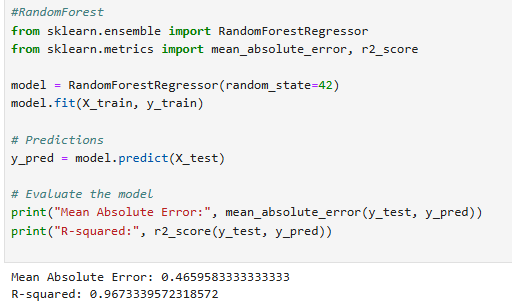 #RandomForest
from sklearn.ensemble import RandomForestRegressor
from sklearn.metrics import mean_absolute_error, r2_score
model = RandomForestRegressor(random_state=42)
model.fit(X_train, y_train)
# Predictions
y_pred = model.predict(X_test)
# Evaluate the model
print("Mean Absolute Error:", mean_absolute_error(y_test, y_pred))
print("R-squared:", r2_score(y_test, y_pred))
Mean Absolute Error: 0.4659583333333333
R-squared: 0.9673339572318572